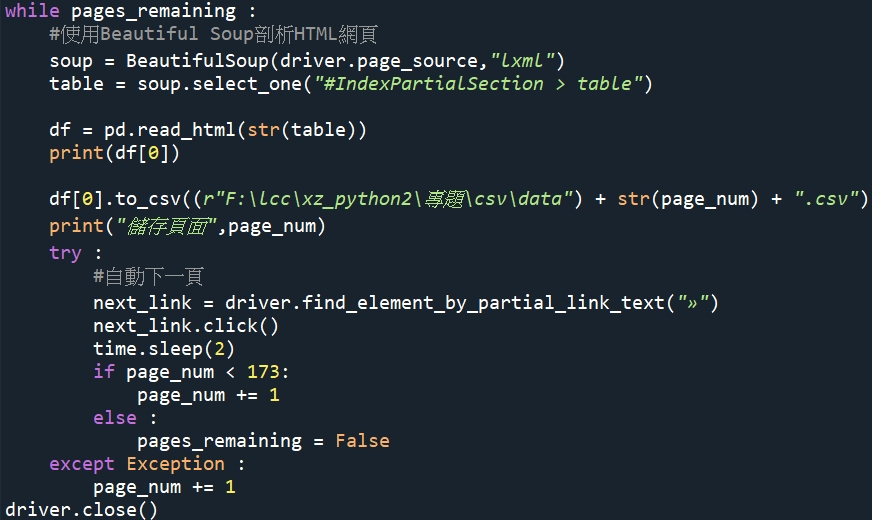 while pages_remaining :
    #使用Beautiful Soup剖析HTML網頁
    soup = BeautifulSoup(driver.page_source,"lxml")
    table = soup.select_one("#IndexPartialSection > table")

    df = pd.read_html(str(table))
    print(df[0])

    df[0].to_csv((r"F:\lcc\xz_python2\專題\csv\data") + str(page_num) + ".csv")
    print("儲存頁面",page_num)
    try :
        #自動下一頁
        next_link = driver.find_element_by_partial_link_text("»")
        next_link.click()
        time.sleep(2)
        if page_num < 173:
            page_num += 1
        else :
            pages_remaining = False
    except Exception :
        page_num += 1
driver.close()